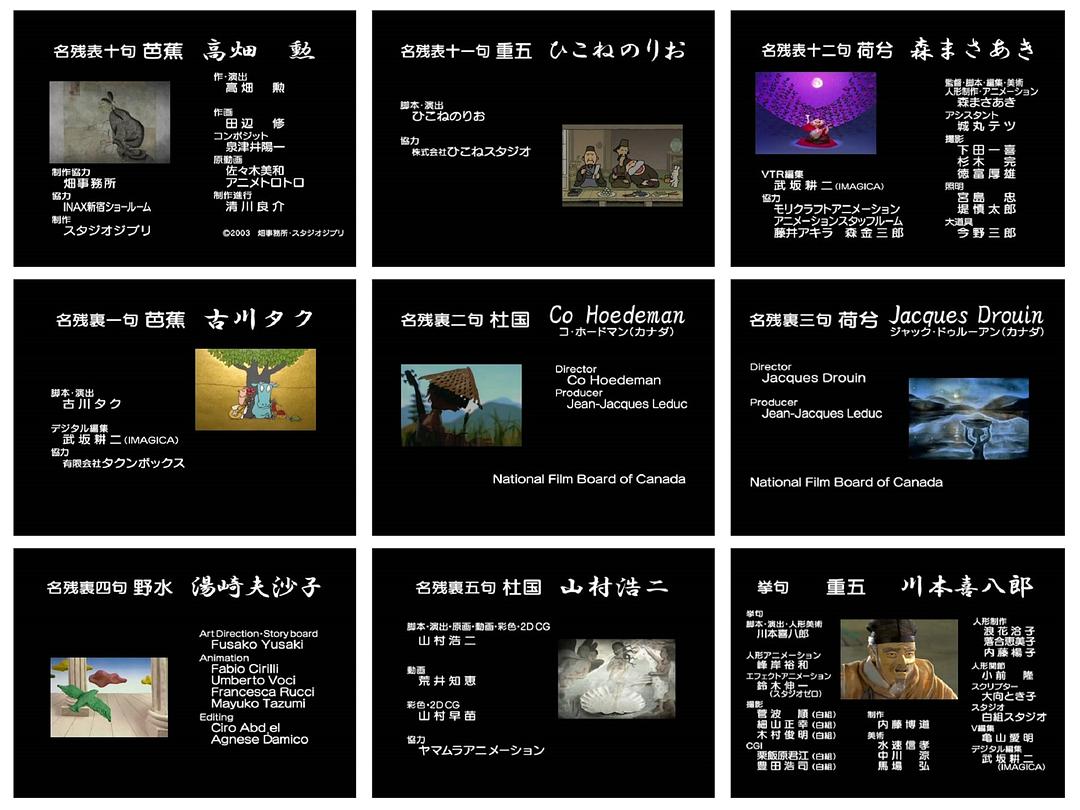 名残表十句 芭蕉 高畑 勲
作・演出
高畑 勲
作画
田辺 修
コンポジット
泉津井陽一
原動画
佐々木美和
アニメトロトロ
制作進行
清川良介
制作協力
畑事務所
協力
INAX新宿ショールーム
制作
スタジオジブリ
©2003 畑事務所・スタジオジブリ
名残表十一句 重五 ひこねのりお
脚本・演出
ひこねのりお
協力
株式会社ひこねスタジオ
名残表十二句 荷兮 森まさあき
監督・脚本・編集・美術
人形制作・アニメーション
森まさあき
アシスタント
城丸テツ
撮影
下田一喜
杉木 完
徳富厚雄
照明
宮島 忠
堤慎太郎
大道具
今野三郎
VTR編集
武坂耕二(IMAGICA)
協力
モリクラフトアニメーション
アニメーションスタッフルーム
藤井アキラ 森金三郎
名残裏一句 芭蕉 古川タク
脚本・演出
古川タク
デジタル編集
武坂耕二(IMAGICA)
協力
有限会社タクンボックス
名残裏二句 杜国 Co Hoedeman
コ・ホードマン(カナダ)
Director
Co Hoedeman
Producer
Jean-Jacques Leduc
National Film Board of Canada
名残裏三句 荷兮 Jacques Drouin
ジャック・ドゥルーアン(カナダ)
Director
Jacques Drouin
Producer
Jean-Jacques Leduc
National Film Board of Canada
名残裏四句 野水 湯崎夫沙子
Art Direction・Story board
Fusako Yusaki
Animation
Fabio Cirilli
Umberto Voci
Francesca Rucci
Mayuko Tazumi
Editing
Ciro Abd el
Agnese Damico
名残裏五句 杜国 山村浩二
脚本・演出・原画・動画・彩色・2D CG
山村浩二
動画
荒井知恵
彩色・2D CG
山村早苗
協力
ヤマムラアニメーション
挙句 重五 川本喜八郎
挙句
脚本・演出・人形美術
川本喜八郎
人形アニメーション
峰岸裕和
エフェクトアニメーション
鈴木伸一
(スタジオゼロ)
撮影
菅波 順(白組)
細山正幸(白組)
木村俊明(白組)
CGI
栗飯原君江(白組)
豊田浩司(白組)
制作
内藤博道
美術
水速信孝
中川 涼
馬場 弘
人形制作
浪花洽子
落合恵美子
内藤楊子
人形関節
小前 隆
スクリプター
大向とき子
スタジオ
白組スタジオ
V編集
亀山愛明
デジタル編集
武坂耕二
(IMAGICA)